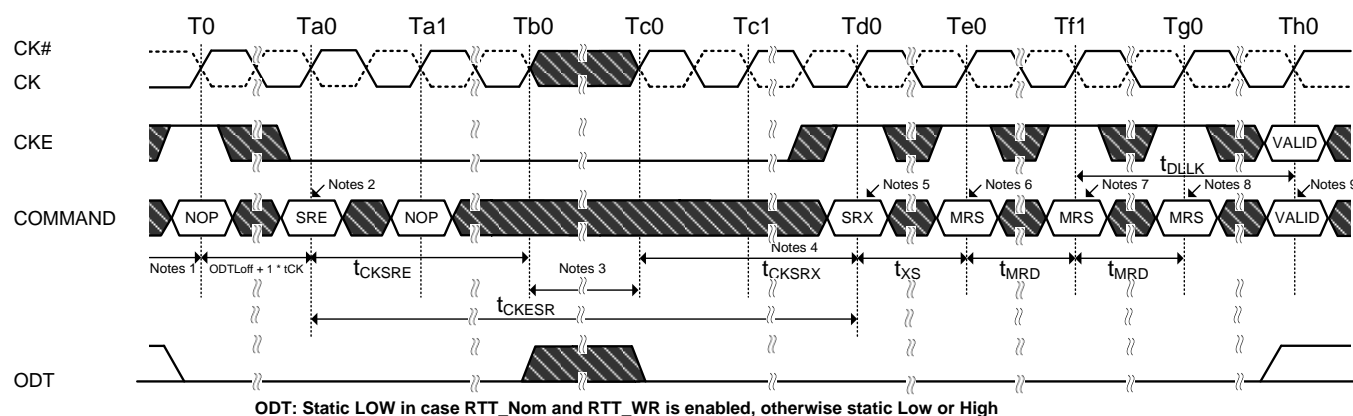 T0 Ta0 Ta1 Tb0 Tc0 Tc1 Td0 Te0 Tf1 Tg0 Th0
CK#
CK
CKE
VALID
tDLLK
Notes 2 Notes 5 Notes 6 Notes 7 Notes 8 Notes 9
COMMAND
NOP SRE NOP SRX MRS MRS MRS VALID
Notes 4
Notes 1 ODTLoff + 1 * tCK tCKSRE Notes 3 tCKSRX tXS tMRD tMRD
tCKESR
ODT
ODT: Static LOW in case RTT_Nom and RTT_WR is enabled, otherwise static Low or High